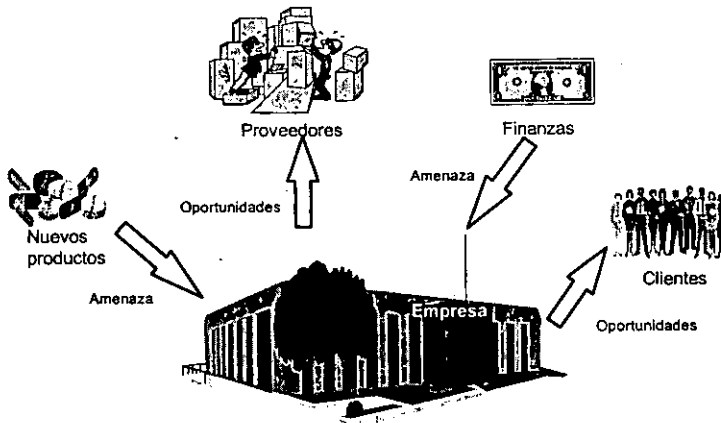 Proveedores
Finanzas
Amenaza
Oportunidades
Nuevos
productos
Clientes
Amenaza
Empresa
Oportunidades